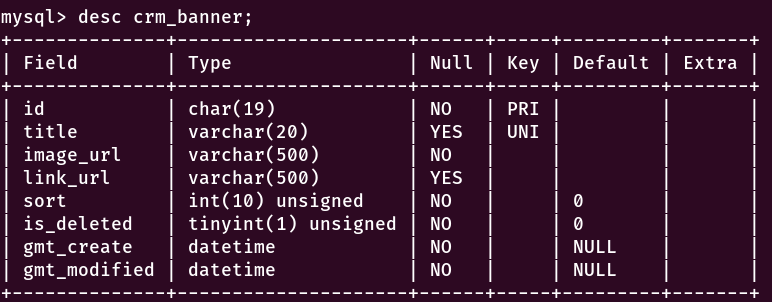 mysql> desc crm_banner;
+--------------+---------------------+------+-----+---------+-------+
| Field        | Type                | Null | Key | Default | Extra |
+--------------+---------------------+------+-----+---------+-------+
| id           | char(19)            | NO   | PRI |         |       |
| title        | varchar(20)         | YES  | UNI |         |       |
| image_url    | varchar(500)        | NO   |     |         |       |
| link_url     | varchar(500)        | YES  |     |         |       |
| sort         | int(10) unsigned    | NO   |     | 0       |       |
| is_deleted   | tinyint(1) unsigned | NO   |     | 0       |       |
| gmt_create   | datetime            | NO   |     | NULL    |       |
| gmt_modified | datetime            | NO   |     | NULL    |       |
+--------------+---------------------+------+-----+---------+-------+